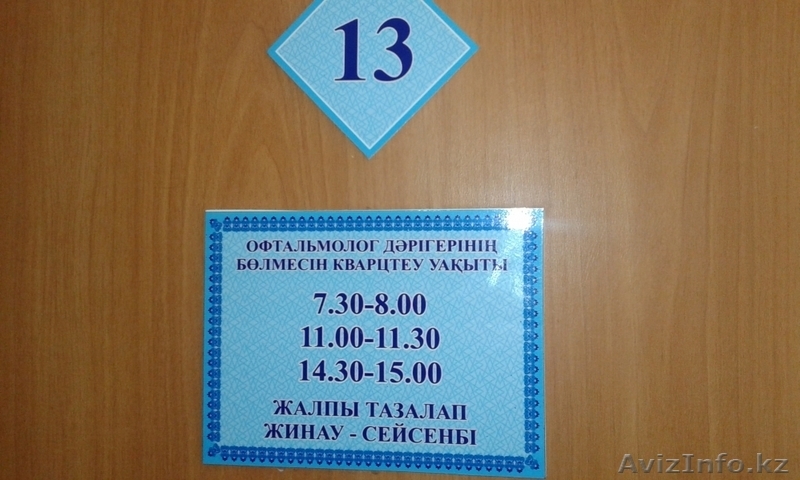 13
ОФТАЛЬМОЛОГ ДӘРІГЕРІНІҢ
БӨЛМЕСІН КВАРЦТЕУ УАҚЫТЫ
7.30-8.00
11.00-11.30
14.30-15.00
ЖАЛПЫ ТАЗАЛАП
ЖИНАУ - СЕЙСЕНБІ
AvizInfo.kz